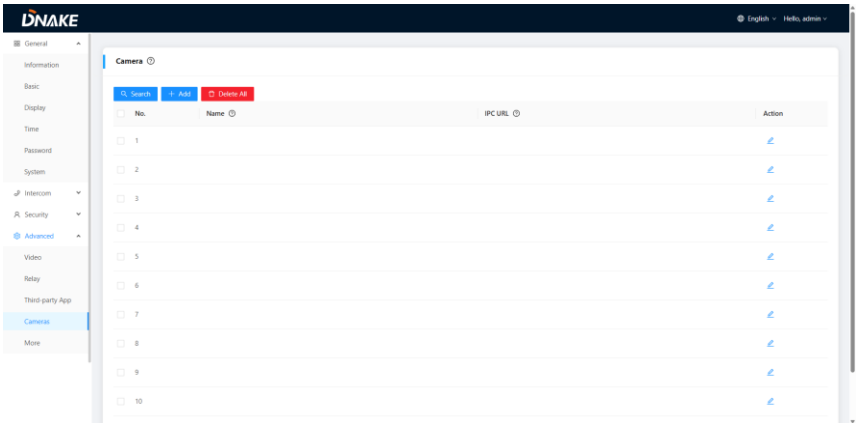 DNAKE
English
Hello, admin
General
Information
Basic
Display
Time
Password
System
Intercom
Security
Advanced
Video
Relay
Third-party App
Cameras
More
Camera
Search
Add
Delete All
No. Name IPC URL Action
1
2
3
4
5
6
7
8
9
10